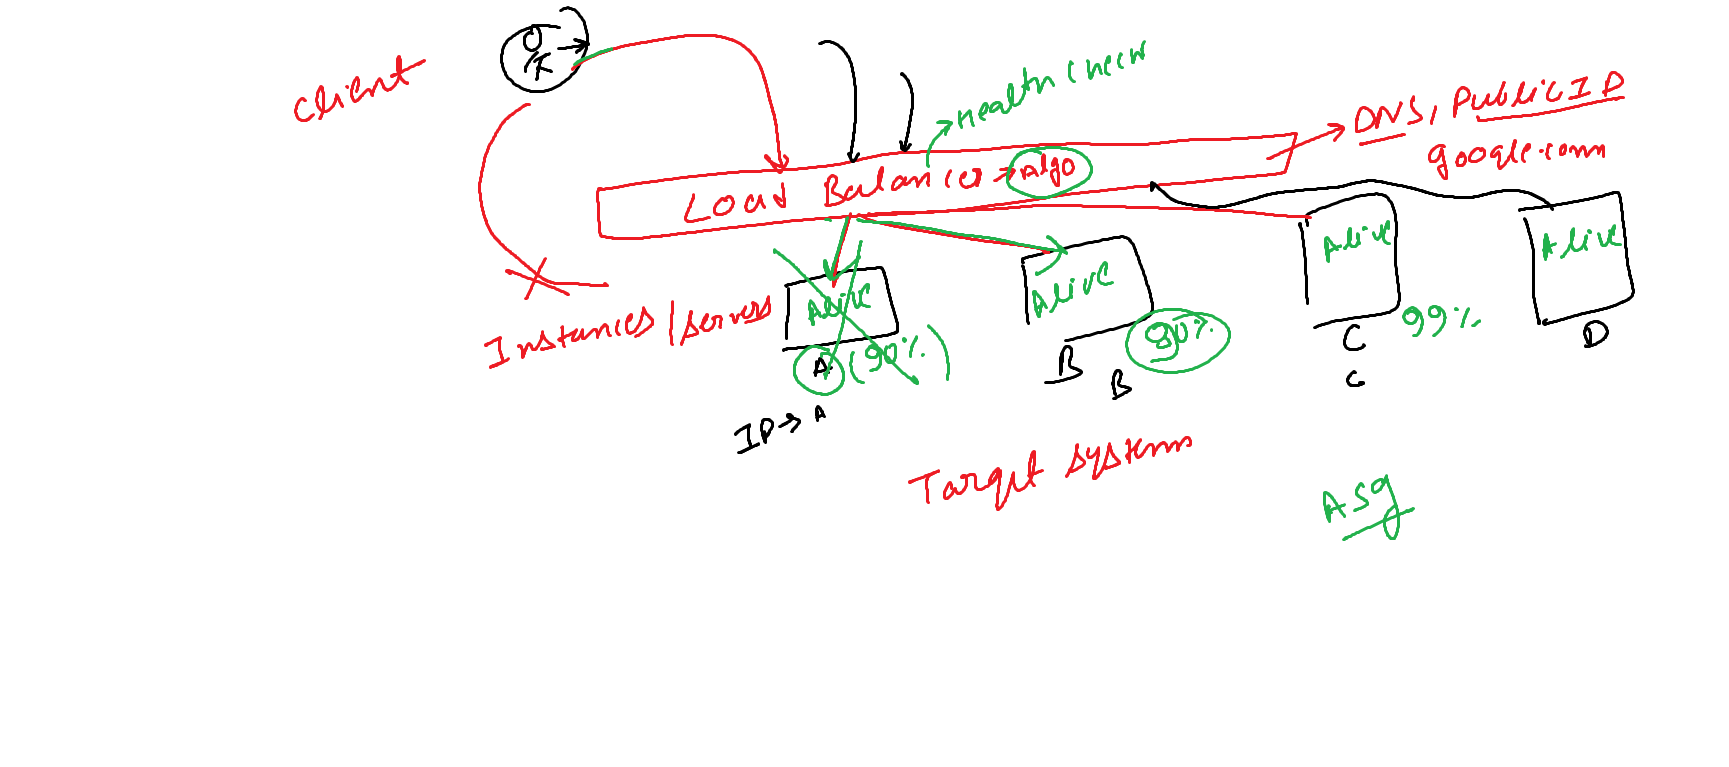 Client
Health Check
DNS, Public IP
google.com
Load Balancer → Algo
Alive
Alive
Alive
Alive
Instances/servers
A (90%)
B
90%
C
99%
D
B
C
IP → A
Target systems
ASg